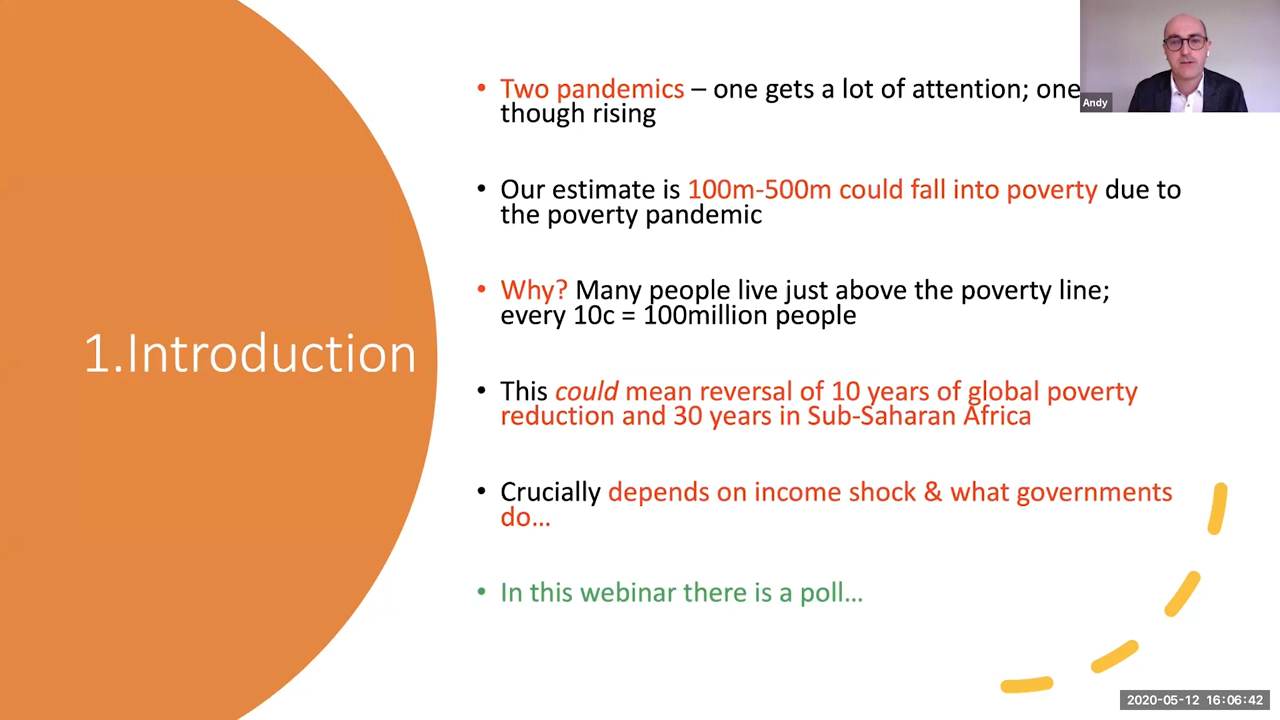 1.Introduction
• Two pandemics – one gets a lot of attention; one
though rising
• Our estimate is 100m-500m could fall into poverty due to
the poverty pandemic
• Why? Many people live just above the poverty line;
every 10c = 100million people
• This could mean reversal of 10 years of global poverty
reduction and 30 years in Sub-Saharan Africa
• Crucially depends on income shock & what governments
do…
• In this webinar there is a poll…
Andy
2020-05-12 16:06:42